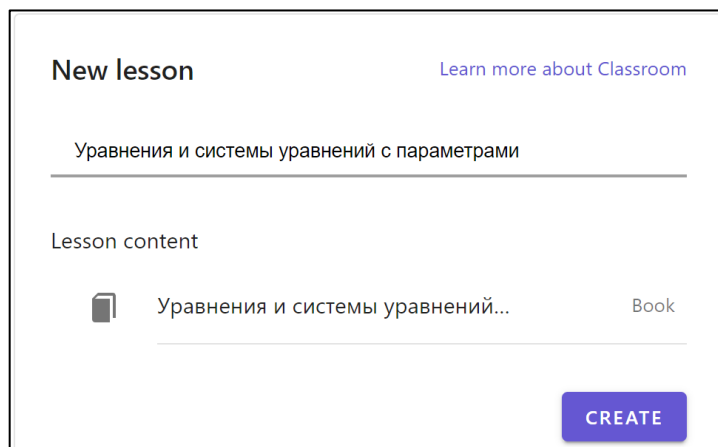 New lesson
Learn more about Classroom
Уравнения и системы уравнений с параметрами
Lesson content
Уравнения и системы уравнений...
Book
CREATE